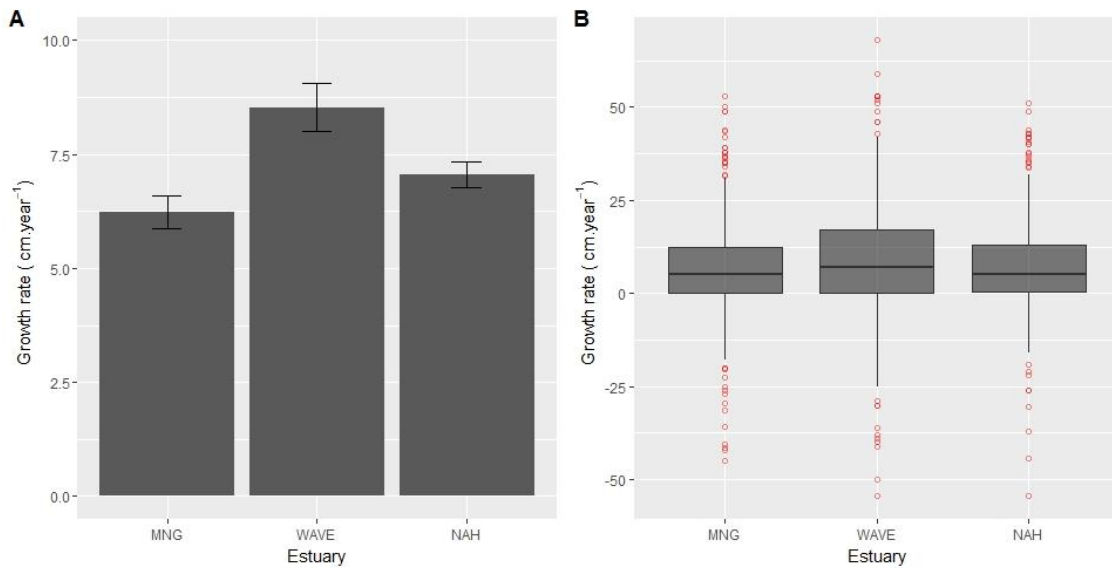 A
Growth rate ( cm.year⁻¹)
10.0
7.5
5.0
2.5
0.0
MNG WAVE NAH
Estuary
B
Growth rate ( cm.year⁻¹)
50
25
0
-25
-50
MNG WAVE NAH
Estuary